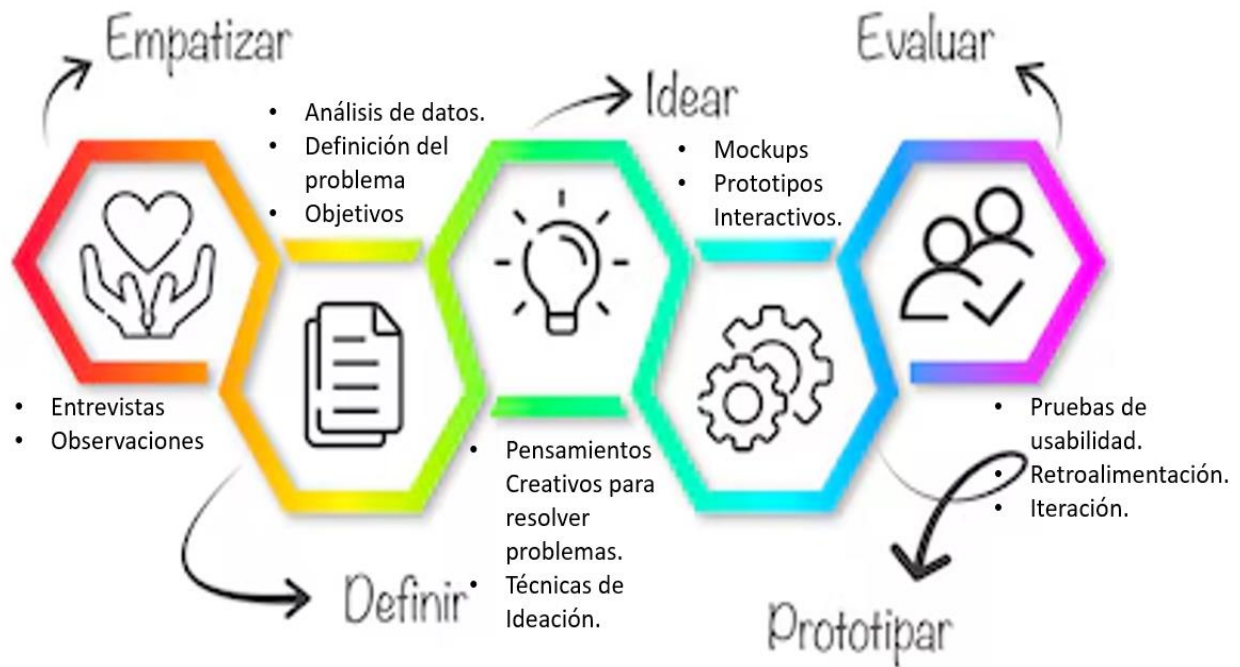 Empatizar
• Entrevistas
• Observaciones
Definir
• Análisis de datos.
• Definición del
problema
• Objetivos
Idear
• Pensamientos
Creativos para
resolver
problemas.
• Técnicas de
Ideación.
Prototipar
• Mockups
• Prototipos
Interactivos.
Evaluar
• Pruebas de
usabilidad.
• Retroalimentación.
• Iteración.